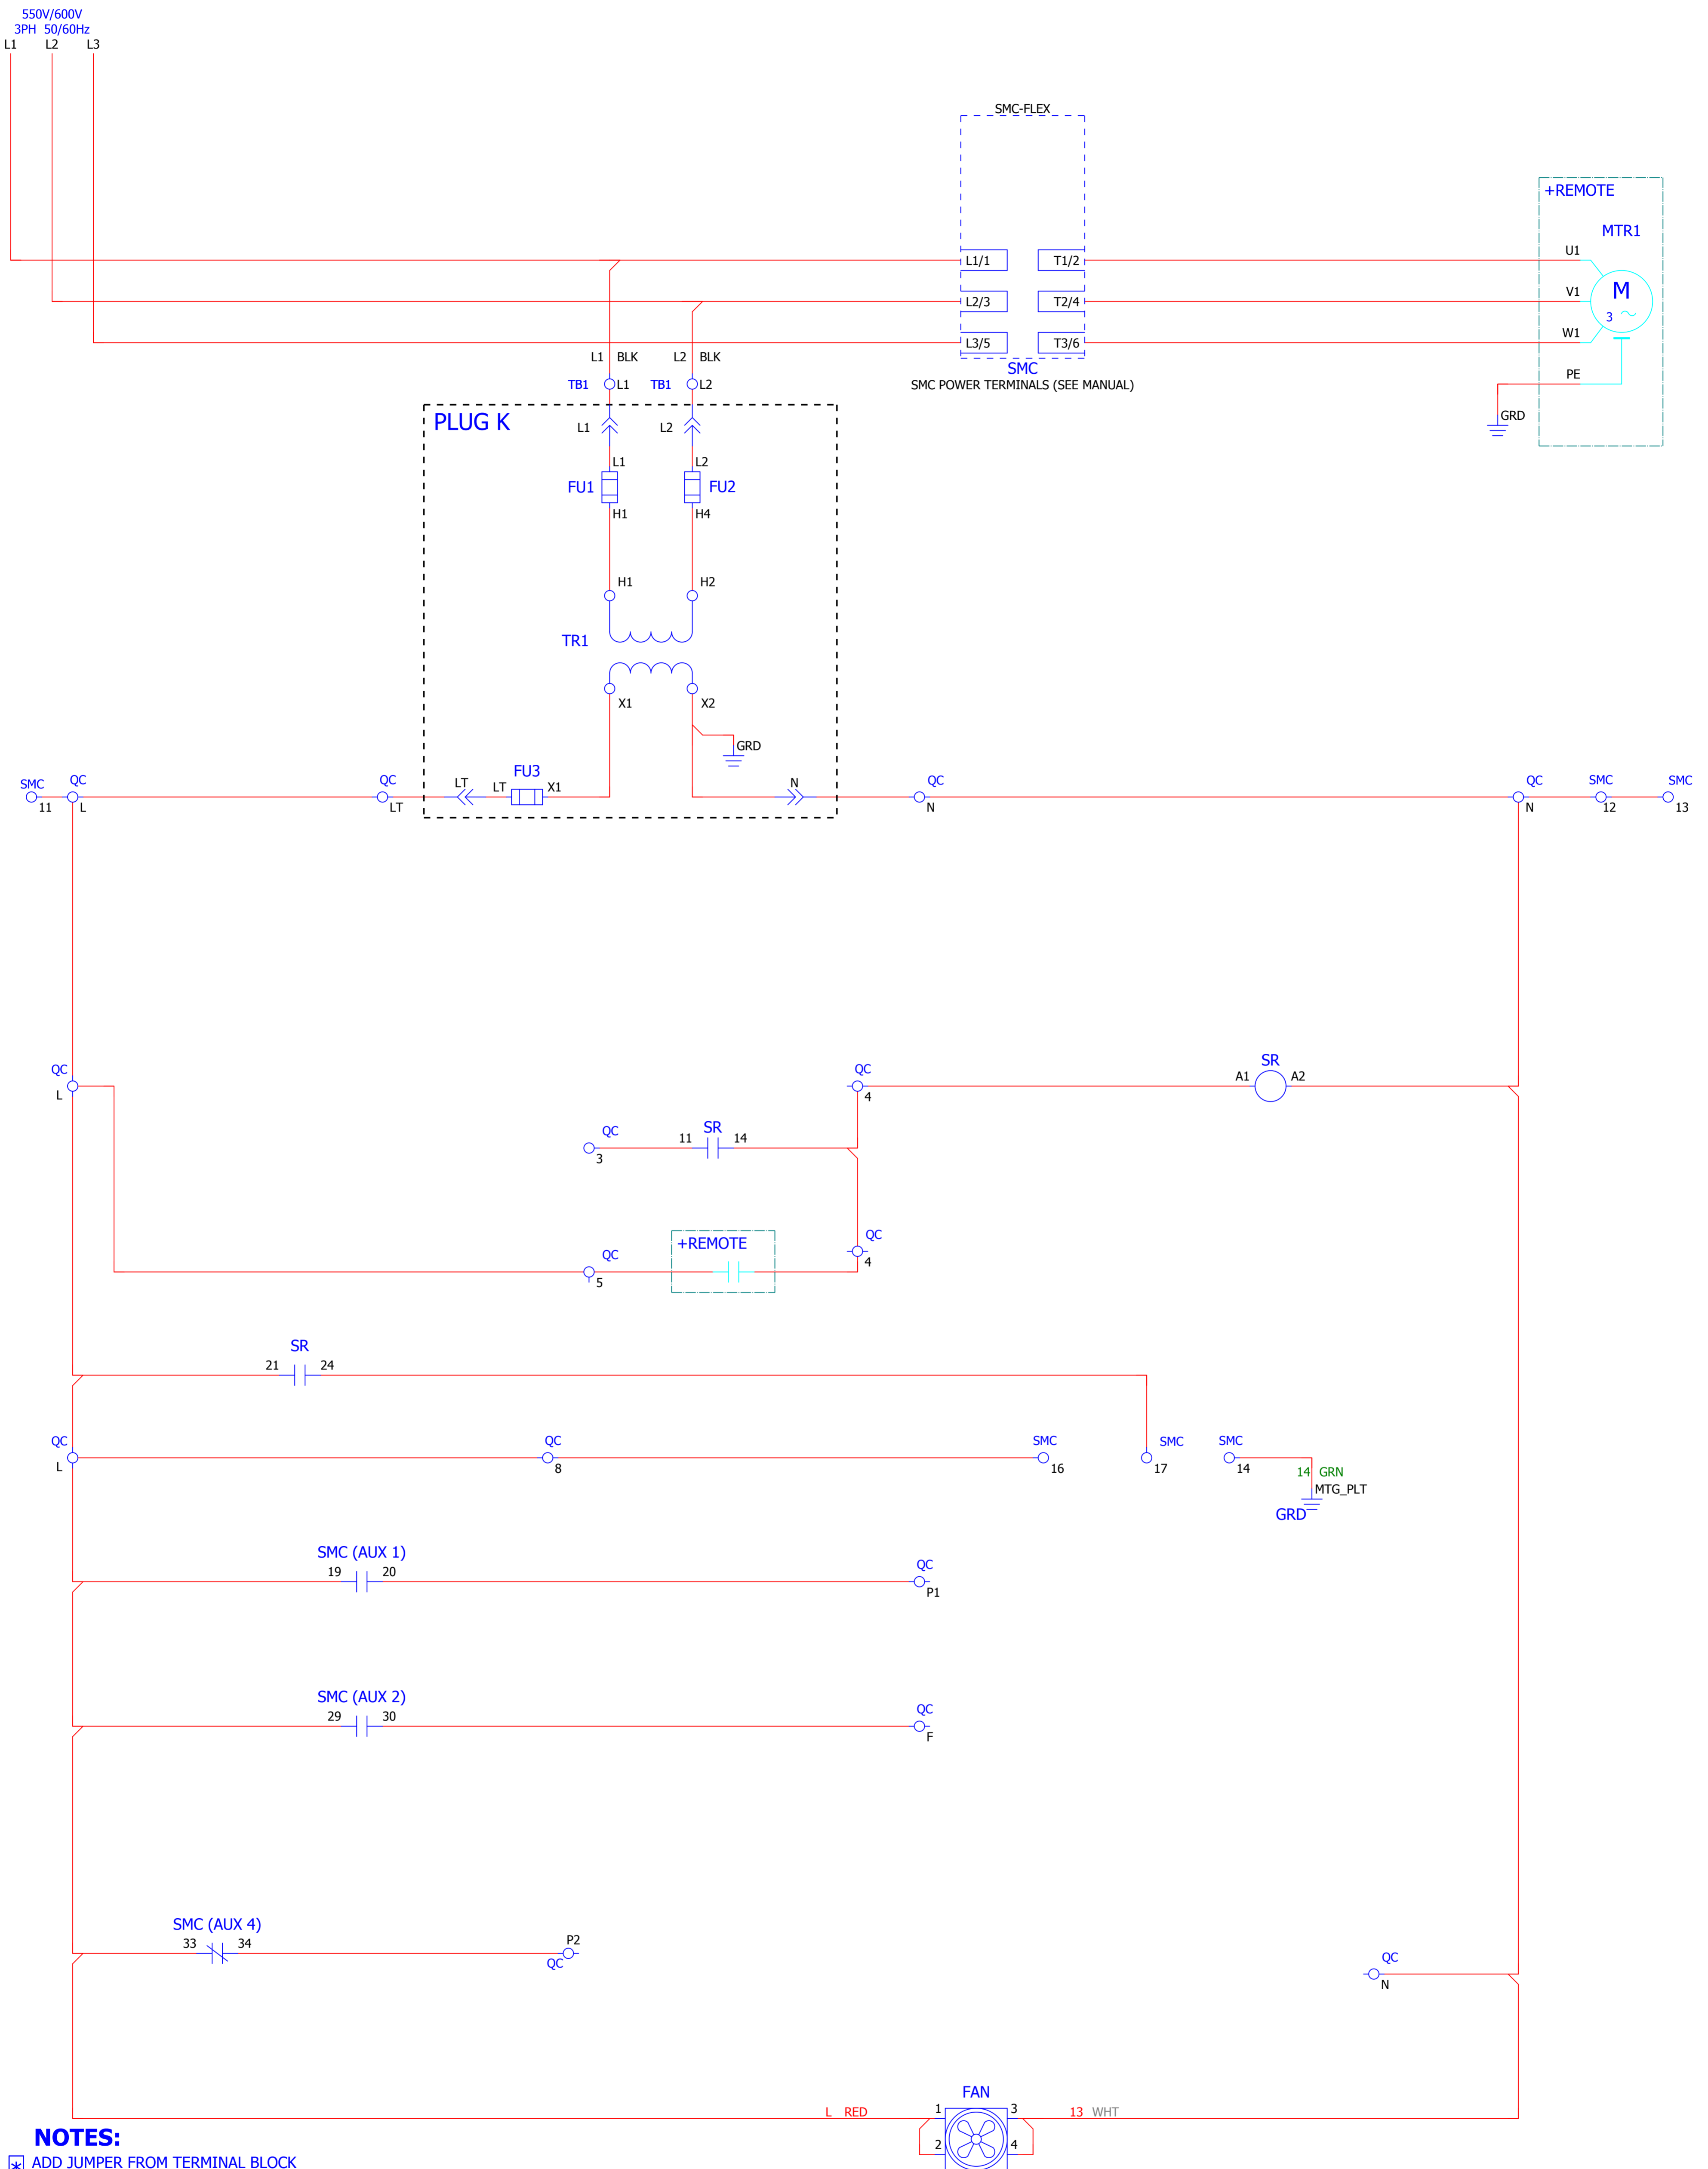 550V/600V
3PH 50/60Hz
L1 L2 L3
SMC-FLEX
+REMOTE
MTR1
L1/1 T1/2 U1
L2/3 T2/4 V1
M
3
L3/5 T3/6 W1
L1 BLK L2 BLK
SMC
SMC POWER TERMINALS (SEE MANUAL)
PE
TB1 L1 TB1 L2
GRD
PLUG K
L1 L2
L1 L2
FU1 FU2
H1 H4
H1 H2
TR1
X1 X2
GRD
SMC QC QC LT LT FU3 X1 N QC QC SMC SMC
11 L LT N N 12 13
QC QC SR
L 4 A1 A2
QC 11 SR 14
3
QC +REMOTE QC
5 4
SR
21 24
QC QC SMC SMC SMC
L 8 16 17 14
14 GRN
MTG_PLT
GRD
SMC (AUX 1)
19 20 QC
P1
SMC (AUX 2)
29 30 QC
F
SMC (AUX 4)
33 34 P2
QC
QC
N
FAN
L RED 1 3 13 WHT
2 4
NOTES:
* ADD JUMPER FROM TERMINAL BLOCK